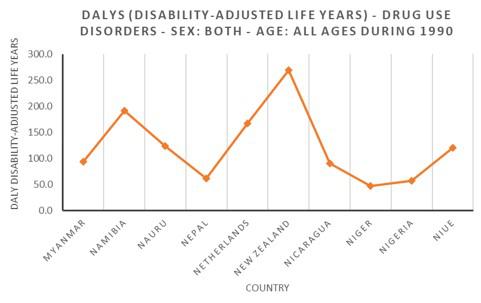 DALYS (DISABILITY-ADJUSTED LIFE YEARS) - DRUG USE
DISORDERS - SEX: BOTH - AGE: ALL AGES DURING 1990
DALY DISABILITY-ADJUSTED LIFE YEARS
300.0
250.0
200.0
150.0
100.0
50.0
0.0
MYANMAR
NAMIBIA
NAURU
NEPAL
NETHERLANDS
NEW ZEALAND
NICARAGUA
NIGER
NIGERIA
NIUE
COUNTRY